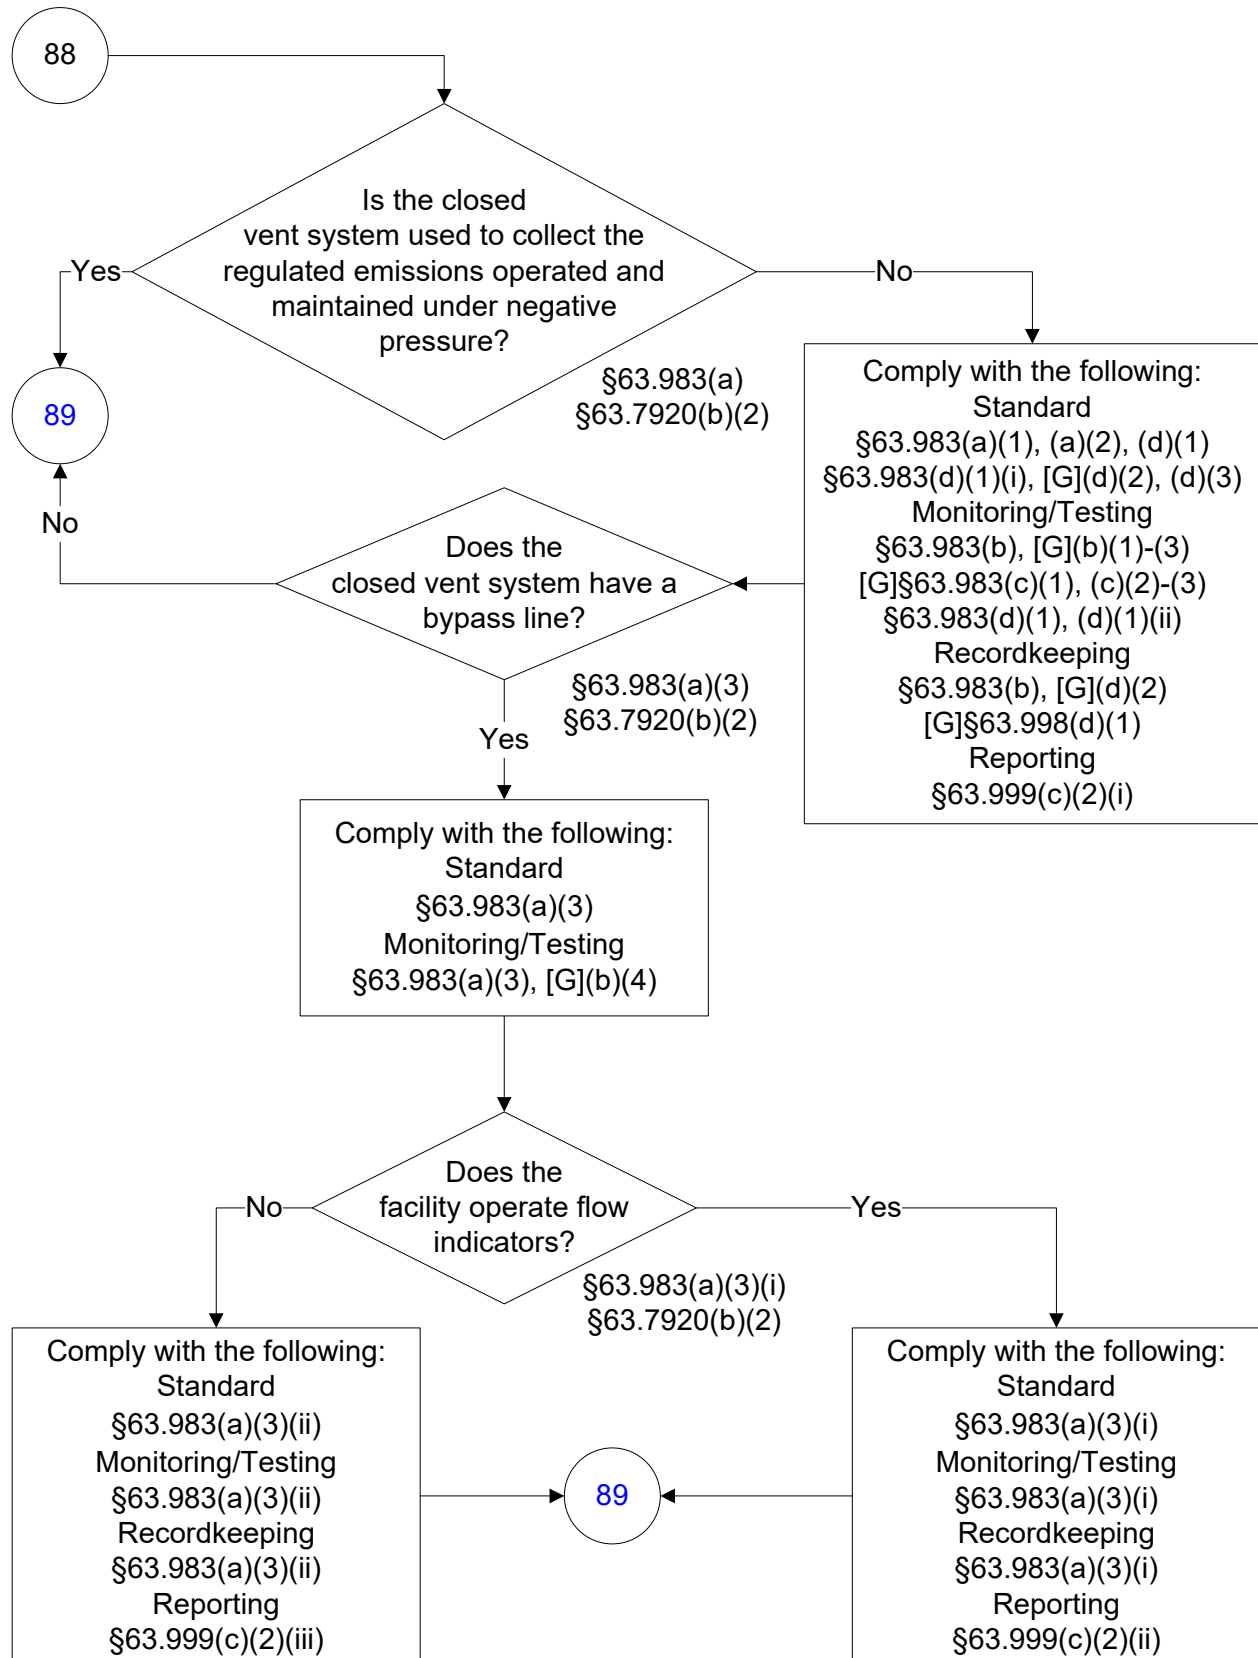 88
Is the closed
vent system used to collect the
regulated emissions operated and
maintained under negative
pressure?
Yes
No
§63.983(a)
§63.7920(b)(2)
89
Comply with the following:
Standard
§63.983(a)(1), (a)(2), (d)(1)
§63.983(d)(1)(i), [G](d)(2), (d)(3)
Monitoring/Testing
§63.983(b), [G](b)(1)-(3)
[G]§63.983(c)(1), (c)(2)-(3)
§63.983(d)(1), (d)(1)(ii)
Recordkeeping
§63.983(b), [G](d)(2)
[G]§63.998(d)(1)
Reporting
§63.999(c)(2)(i)
No
Does the
closed vent system have a
bypass line?
§63.983(a)(3)
§63.7920(b)(2)
Yes
Comply with the following:
Standard
§63.983(a)(3)
Monitoring/Testing
§63.983(a)(3), [G](b)(4)
Does the
facility operate flow
indicators?
No
Yes
§63.983(a)(3)(i)
§63.7920(b)(2)
Comply with the following:
Standard
§63.983(a)(3)(ii)
Monitoring/Testing
§63.983(a)(3)(ii)
Recordkeeping
§63.983(a)(3)(ii)
Reporting
§63.999(c)(2)(iii)
89
Comply with the following:
Standard
§63.983(a)(3)(i)
Monitoring/Testing
§63.983(a)(3)(i)
Recordkeeping
§63.983(a)(3)(i)
Reporting
§63.999(c)(2)(ii)